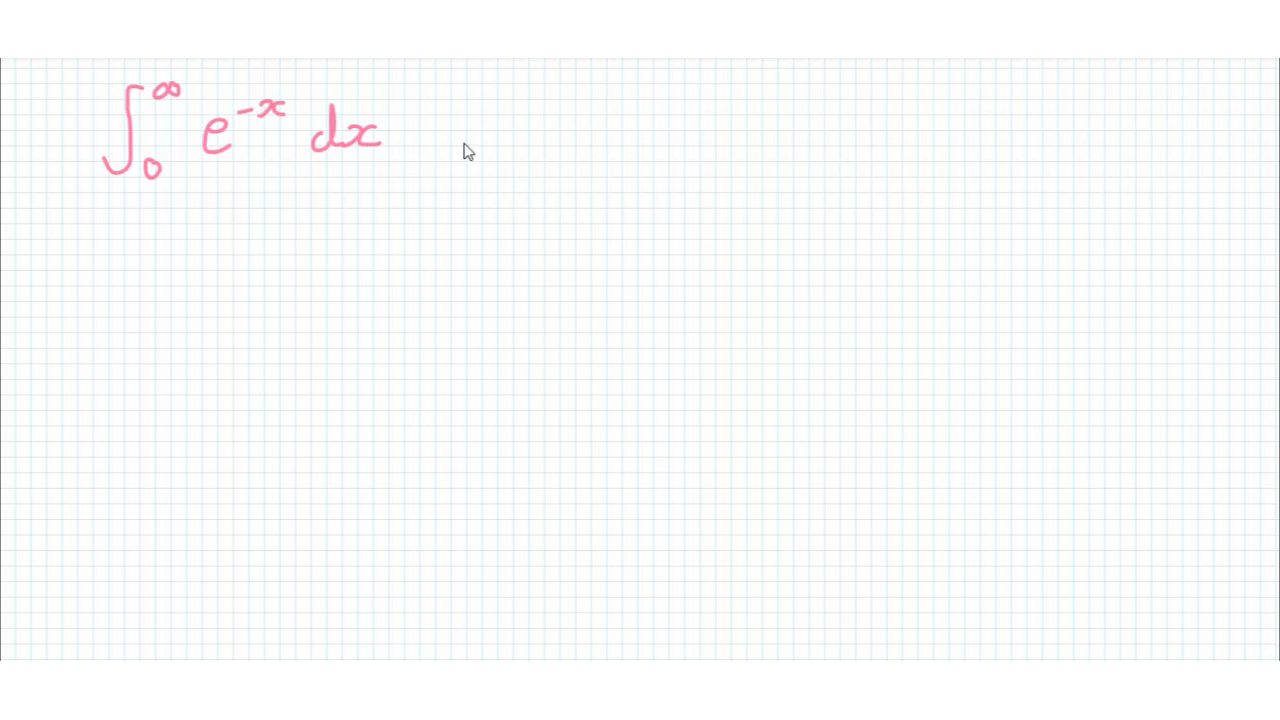 ∫₀^∞ e^{-x} dx